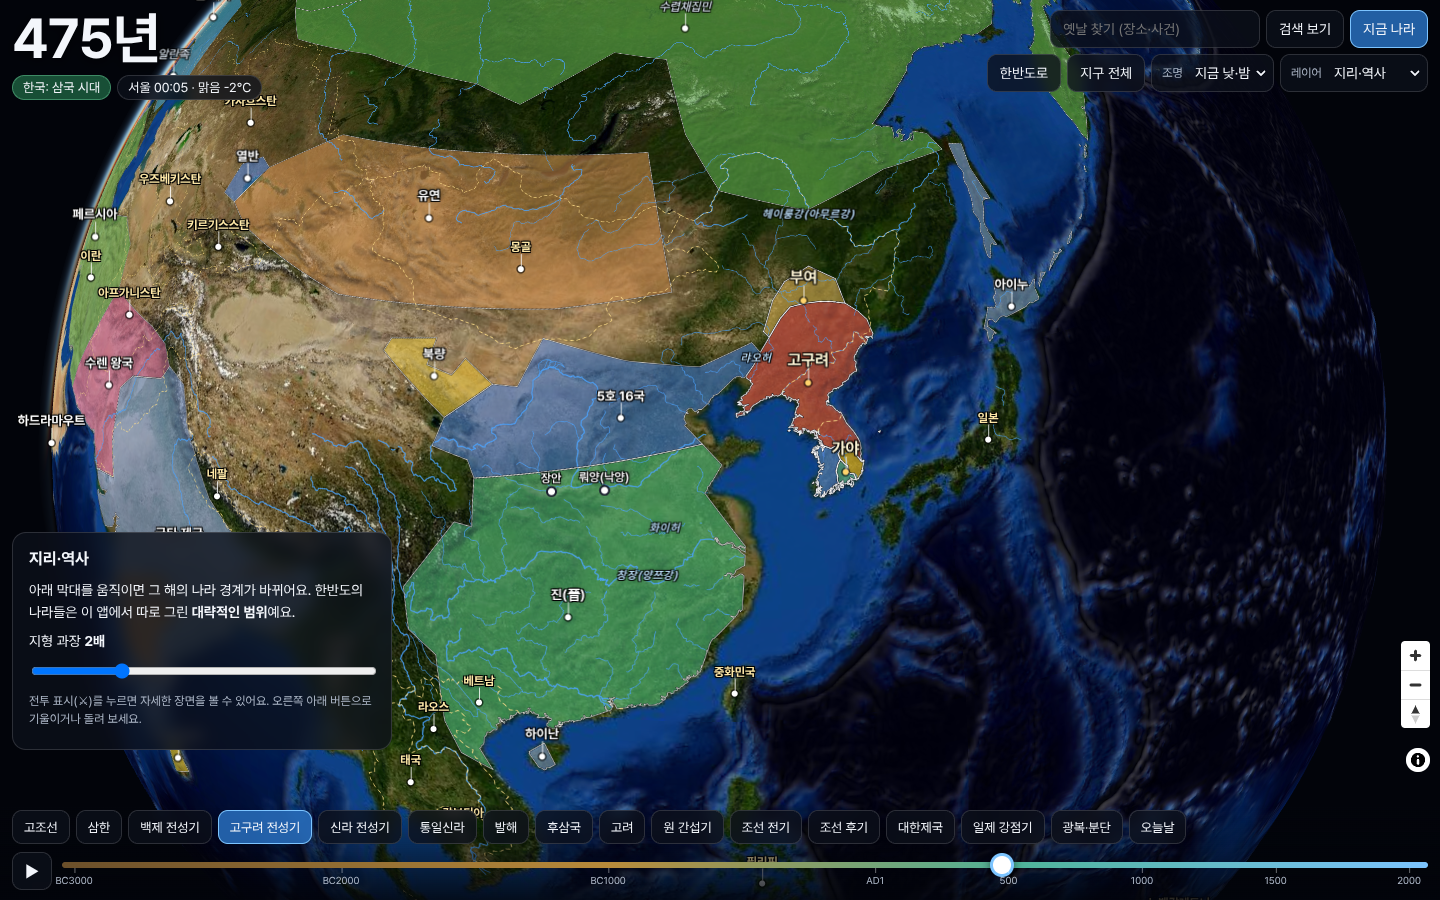 475년
한국: 삼국 시대
서울 00:05 · 맑음 -2°C
옛날 찾기 (장소·사건)
검색 보기
지금 나라
한반도로
지구 전체
조명 지금 낮·밤
레이어 지리·역사
수렵채집민
알란족
카자흐스탄
열반
우즈베키스탄
유연
페르시아
키르기스스탄
헤이룽강(아무르강)
몽골
이란
부여
아이누
아프가니스탄
북량
라오허
고구려
수렌 왕국
5호 16국
하드라마우트
일본
가야
네팔
장안
뤄양(낙양)
화이허
창장(양쯔강)
진(晉)
중화민국
베트남
라오스
하이난
태국
지리·역사
아래 막대를 움직이면 그 해의 나라 경계가 바뀌어요. 한반도의
나라들은 이 앱에서 따로 그린 대략적인 범위예요.
지형 과장 2배
전투 표시(⚔)를 누르면 자세한 장면을 볼 수 있어요. 오른쪽 아래 버튼으로
기울이거나 돌려 보세요.
고조선
삼한
백제 전성기
고구려 전성기
신라 전성기
통일신라
발해
후삼국
고려
원 간섭기
조선 전기
조선 후기
대한제국
일제 강점기
광복·분단
오늘날
BC3000
BC2000
BC1000
AD1
500
1000
1500
2000